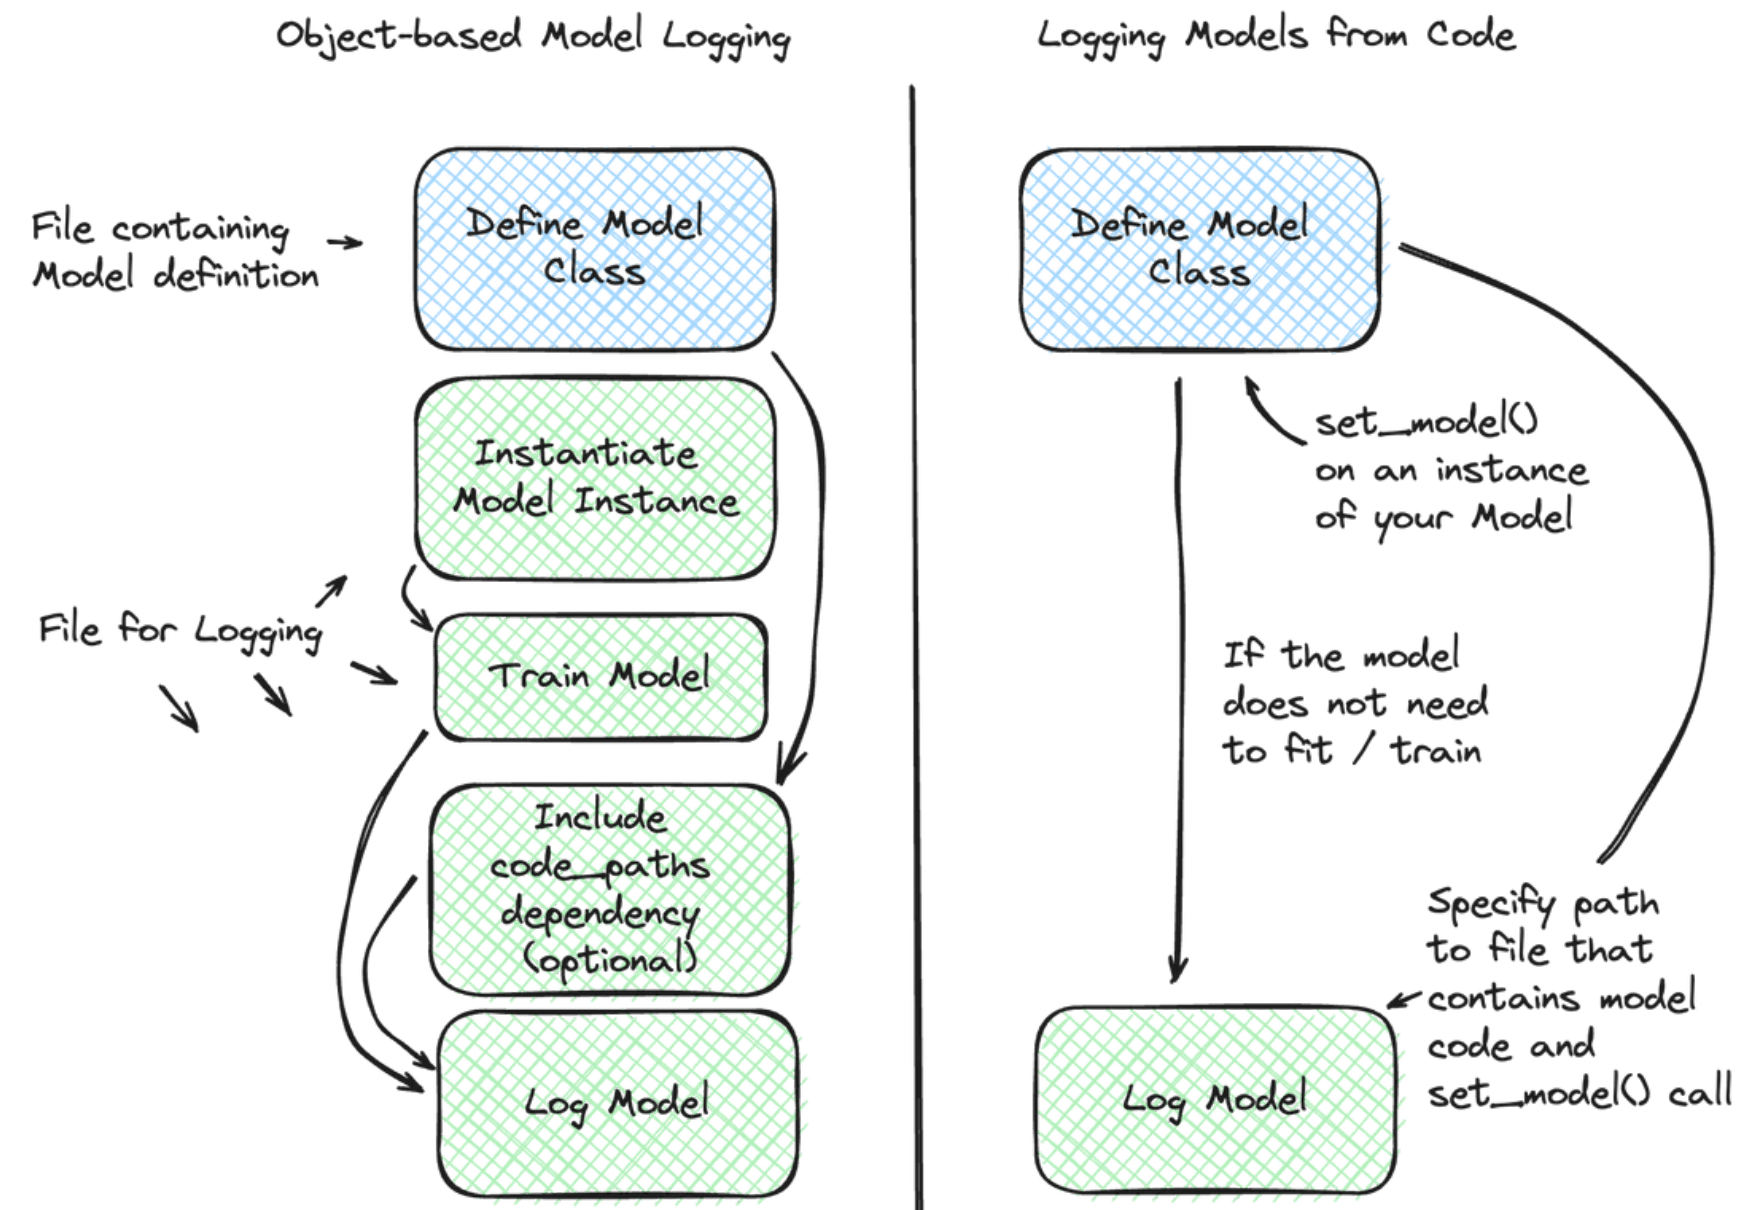 Object-based Model Logging
File containing
Model definition
Define Model
Class
Instantiate
Model Instance
File for Logging
Train Model
Include
code_paths
dependency
(optional)
Log Model
Logging Models from Code
Define Model
Class
set_model()
on an instance
of your Model
If the model
does not need
to fit / train
Specify path
to file that
contains model
code and
set_model() call
Log Model